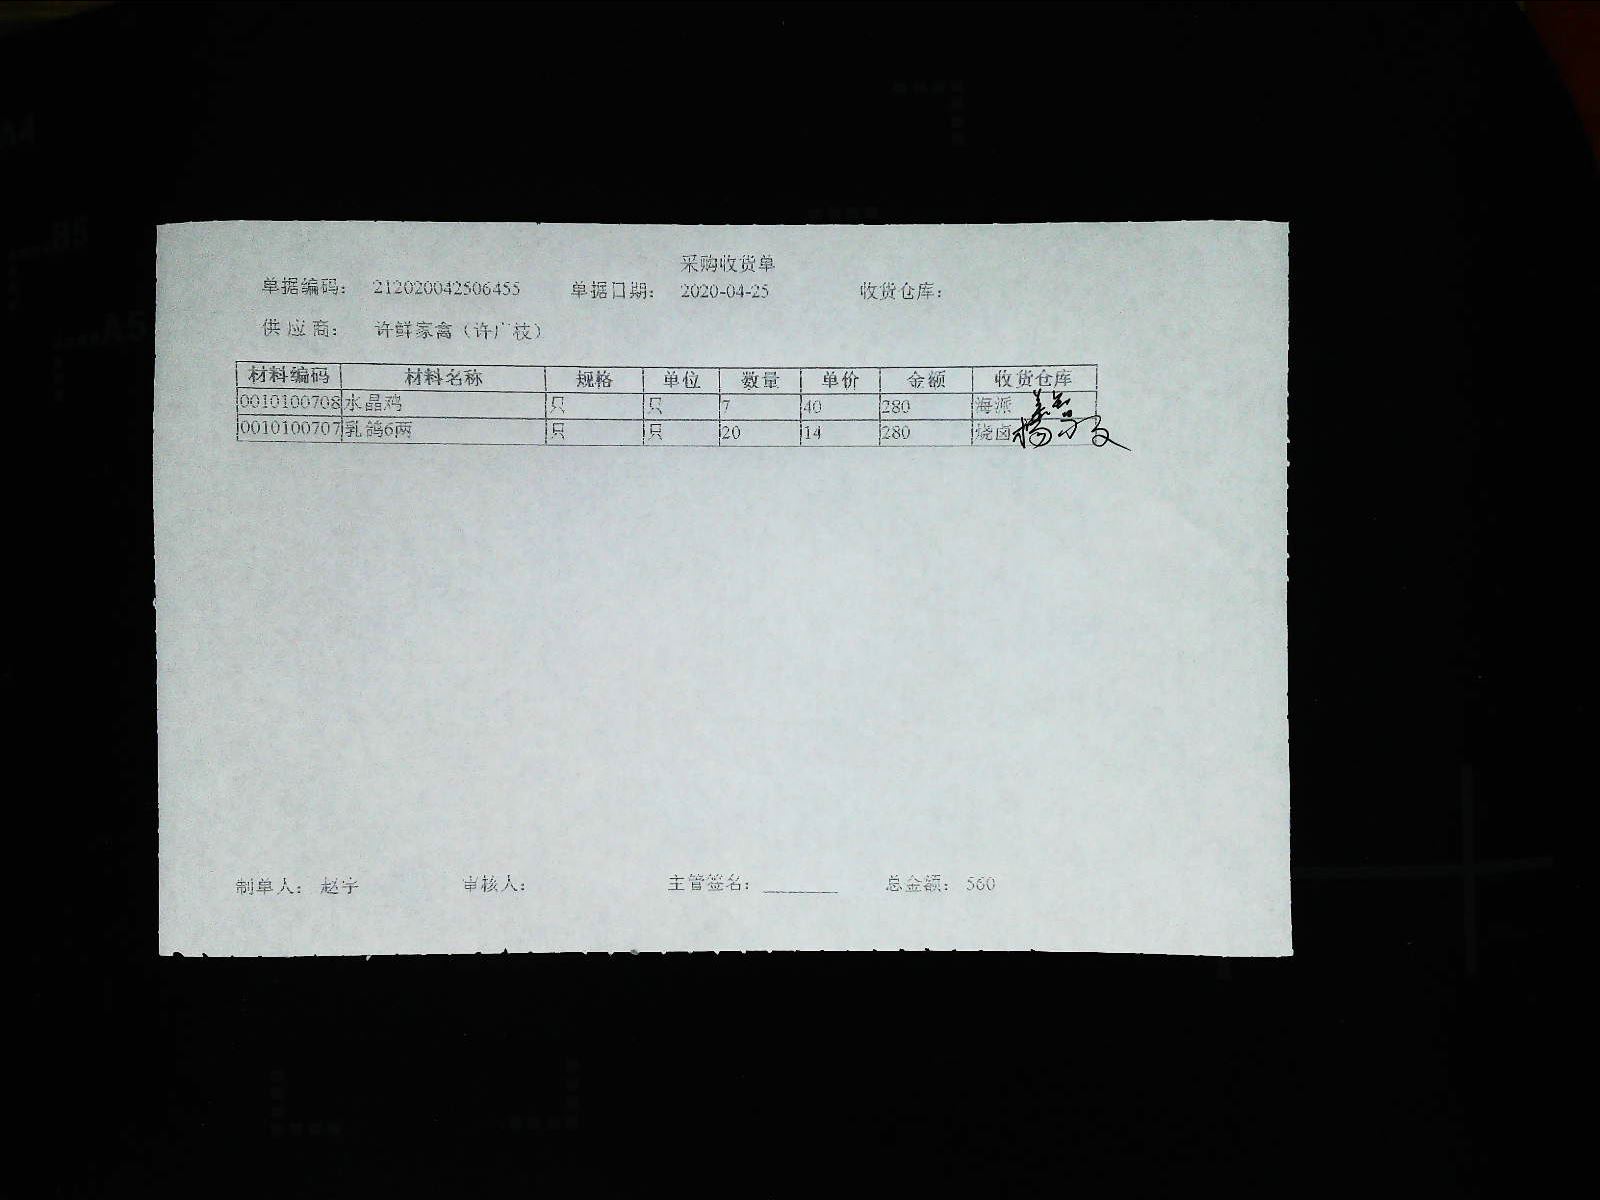 采购收货单
单据编码： 212020042506455 单据日期： 2020-04-25 收货仓库：
供应商： 许鲜家禽（许广枝）
材料编码 材料名称 规格 单位 数量 单价 金额 收货仓库
0010100708 水晶鸡 只 只 7 40 280 海派
0010100707 乳鸽6两 只 只 20 14 280 烧卤
制单人： 赵宇 审核人： 主管签名： 总金额： 560